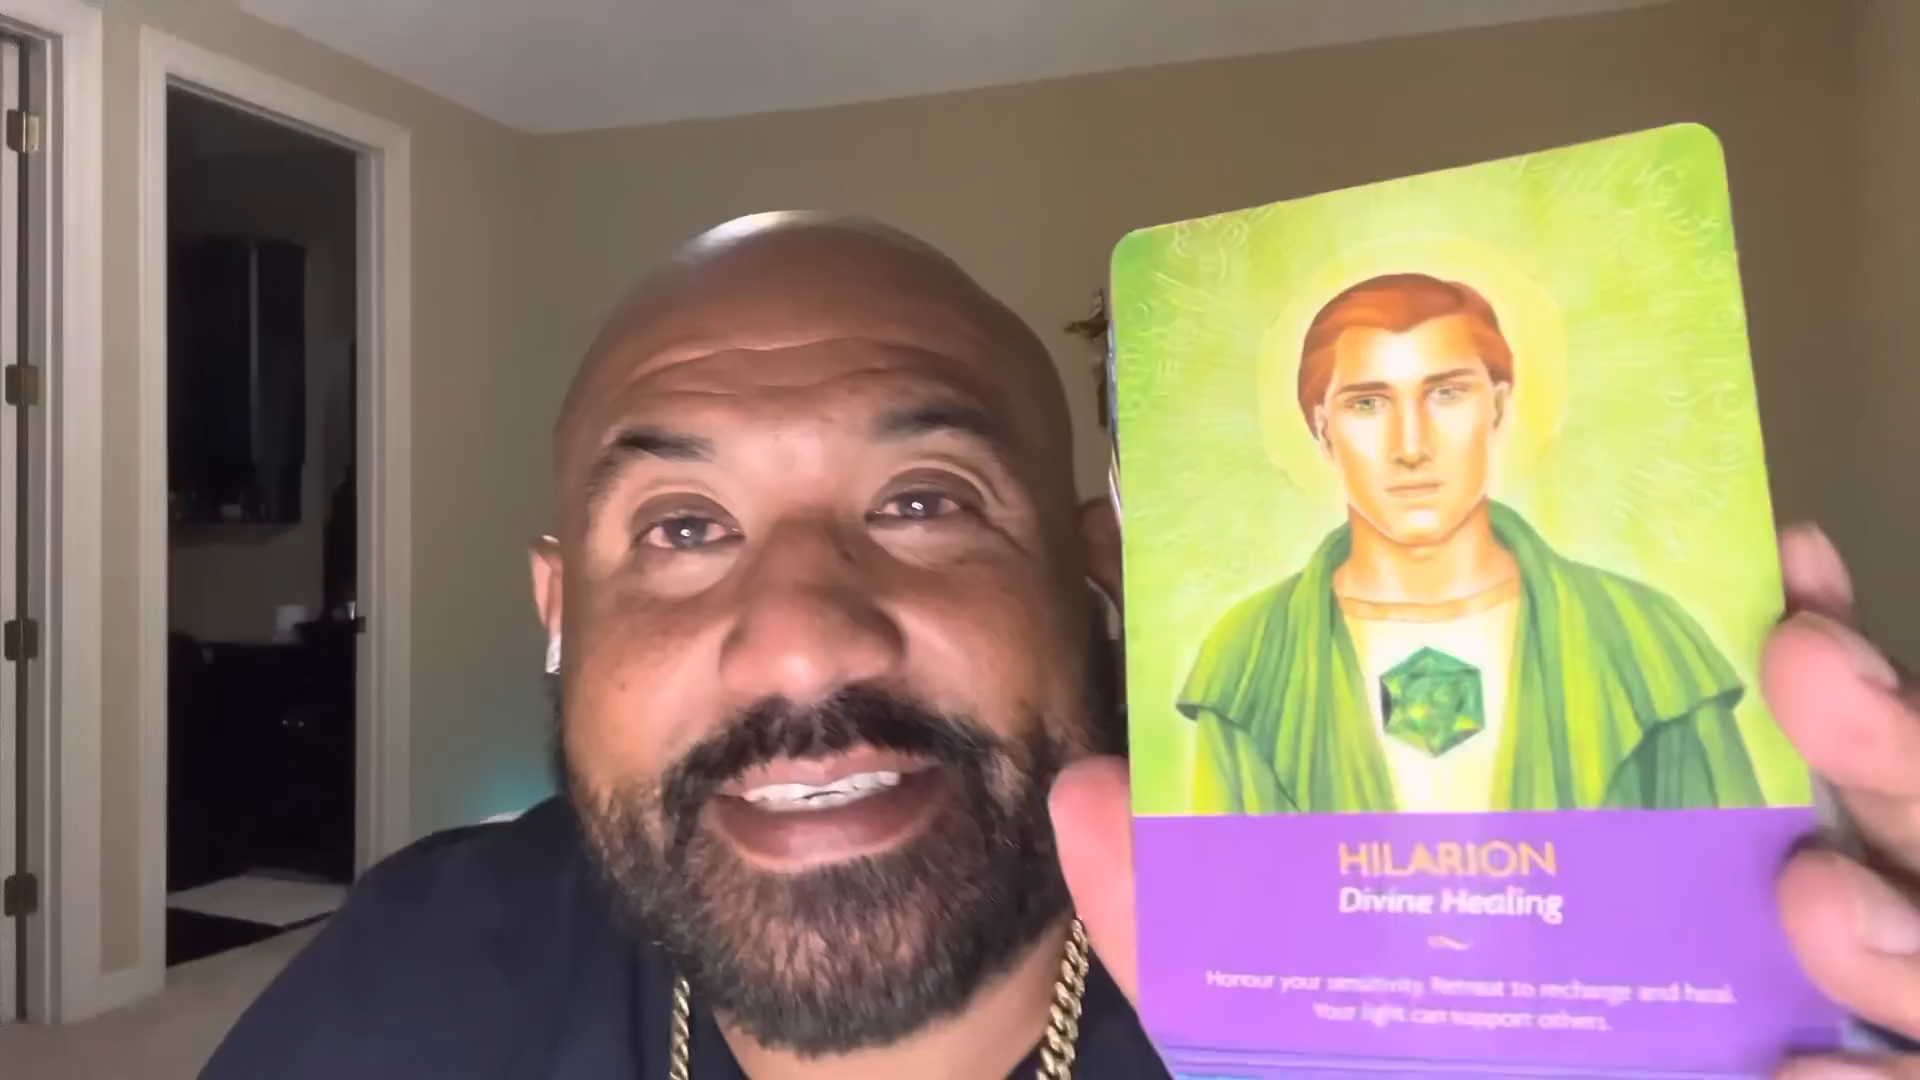 HILARION
Divine Healing
Honour your sensitivity. Retreat to recharge and heal.
Your light can support others.